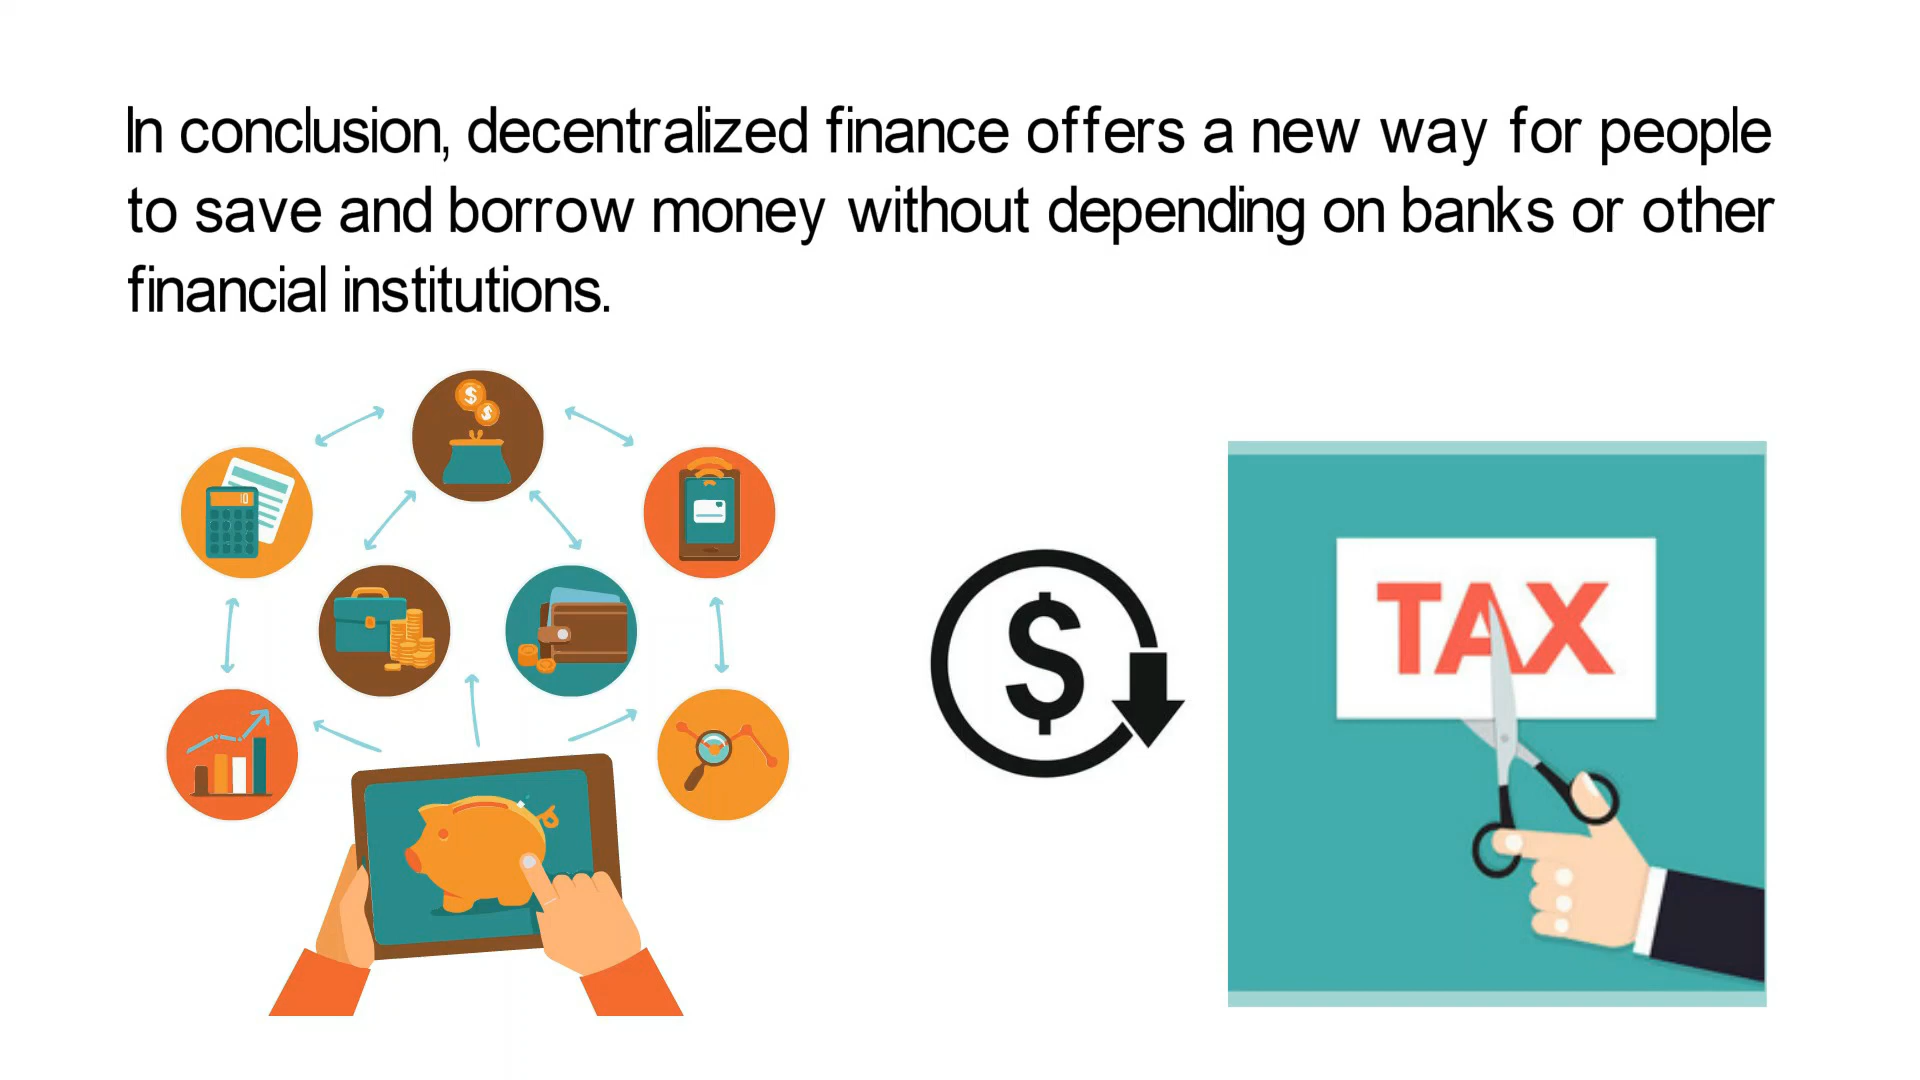 In conclusion, decentralized finance offers a new way for people
to save and borrow money without depending on banks or other
financial institutions.
$
$
10
$
TAX